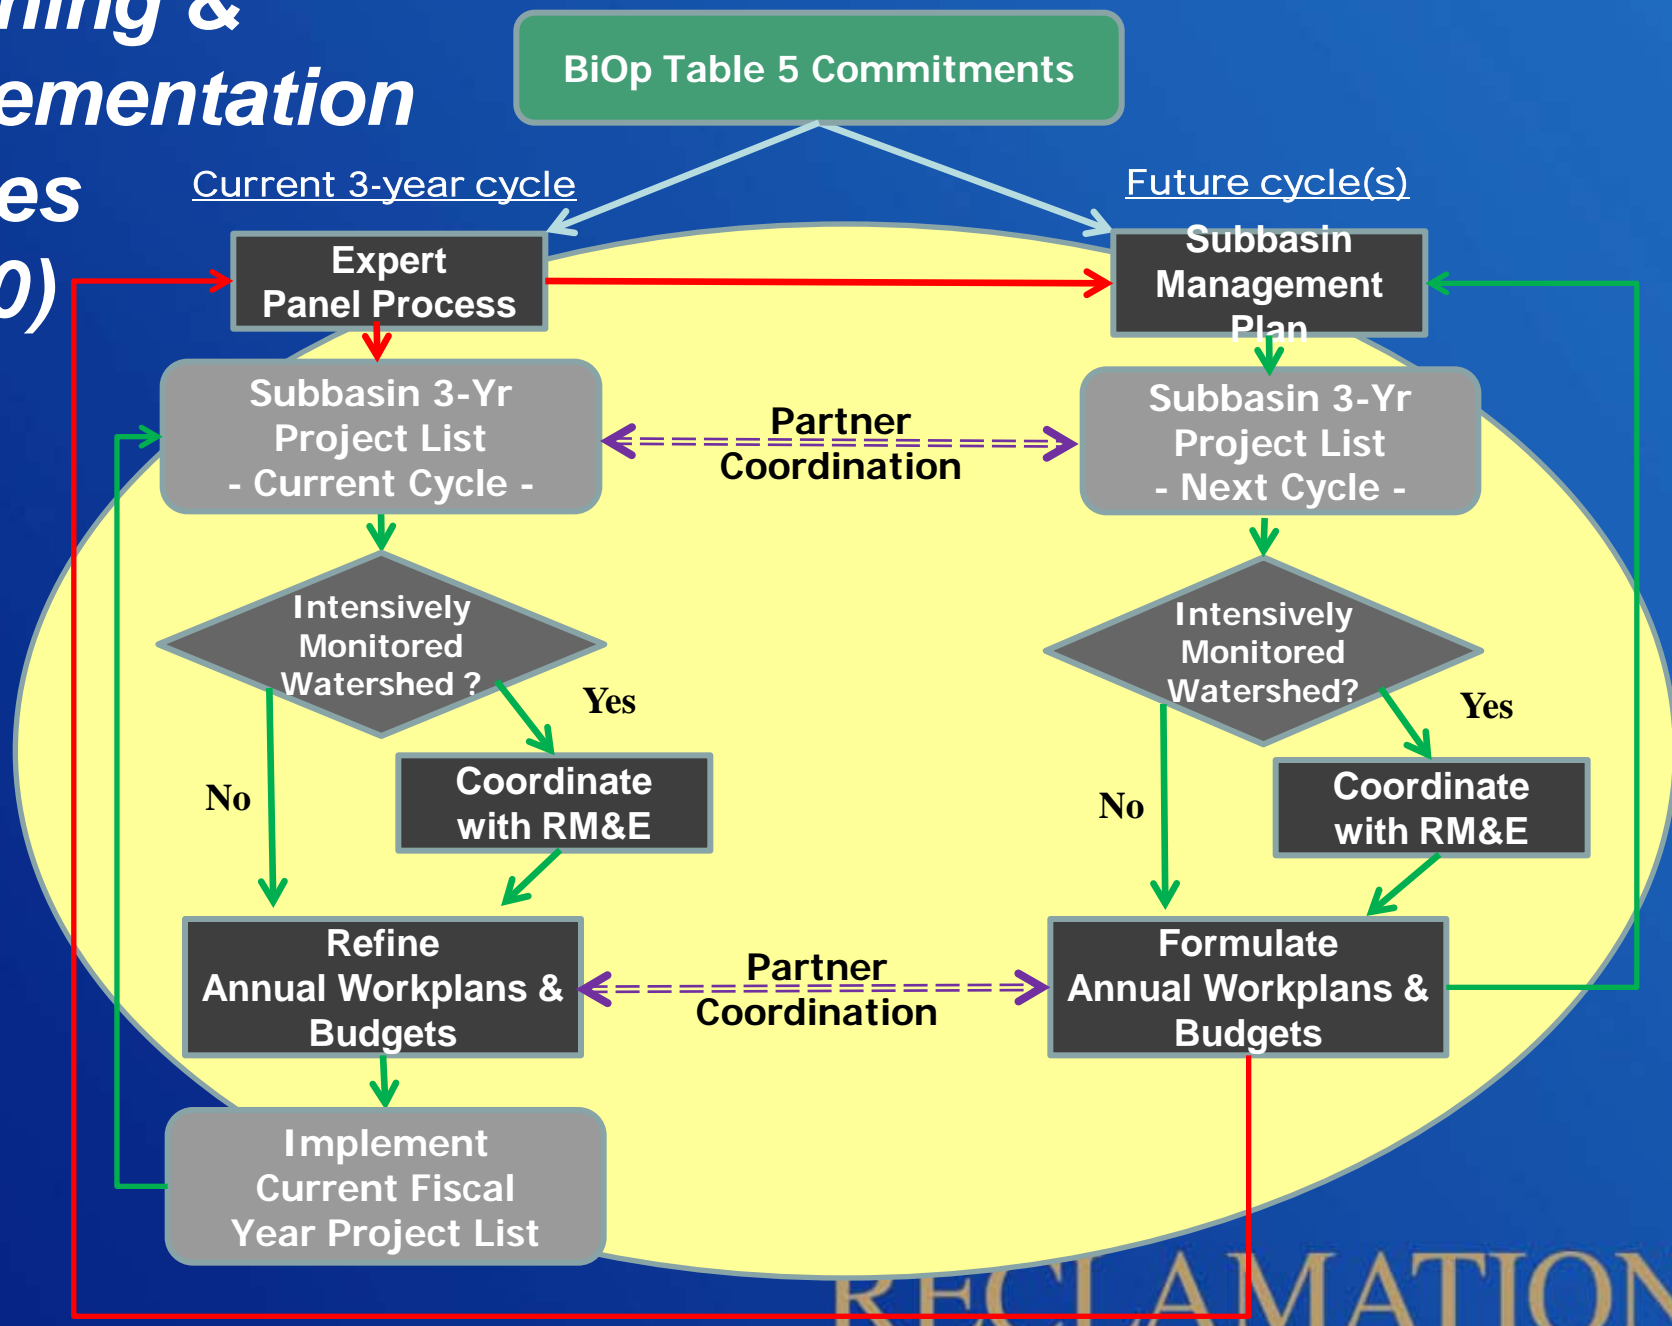 ning &
ementation
es
0)
BiOp Table 5 Commitments
Current 3-year cycle
Future cycle(s)
Expert
Panel Process
Subbasin
Management
Plan
Subbasin 3-Yr
Project List
- Current Cycle -
Partner
Coordination
Subbasin 3-Yr
Project List
- Next Cycle -
Intensively
Monitored
Watershed ?
Yes
No
Coordinate
with RM&E
Intensively
Monitored
Watershed?
Yes
No
Coordinate
with RM&E
Refine
Annual Workplans &
Budgets
Partner
Coordination
Formulate
Annual Workplans &
Budgets
Implement
Current Fiscal
Year Project List
RECLAMATION